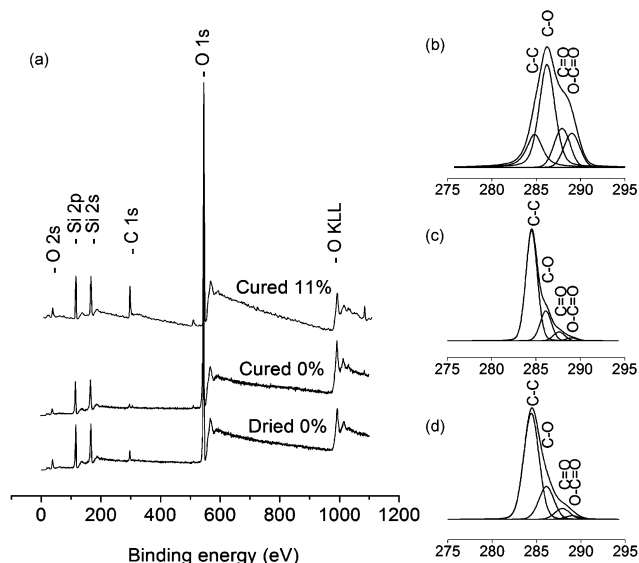 (a)
- O 2s
- Si 2p
- Si 2s
- C 1s
- O 1s
- O KLL
Cured 11%
Cured 0%
Dried 0%
0 200 400 600 800 1000 1200
Binding energy (eV)
(b)
C-C
C-O
C=O
O-C=O
275 280 285 290 295
(c)
C-C
C-O
C=O
O-C=O
275 280 285 290 295
(d)
C-C
C-O
C=O
O-C=O
275 280 285 290 295